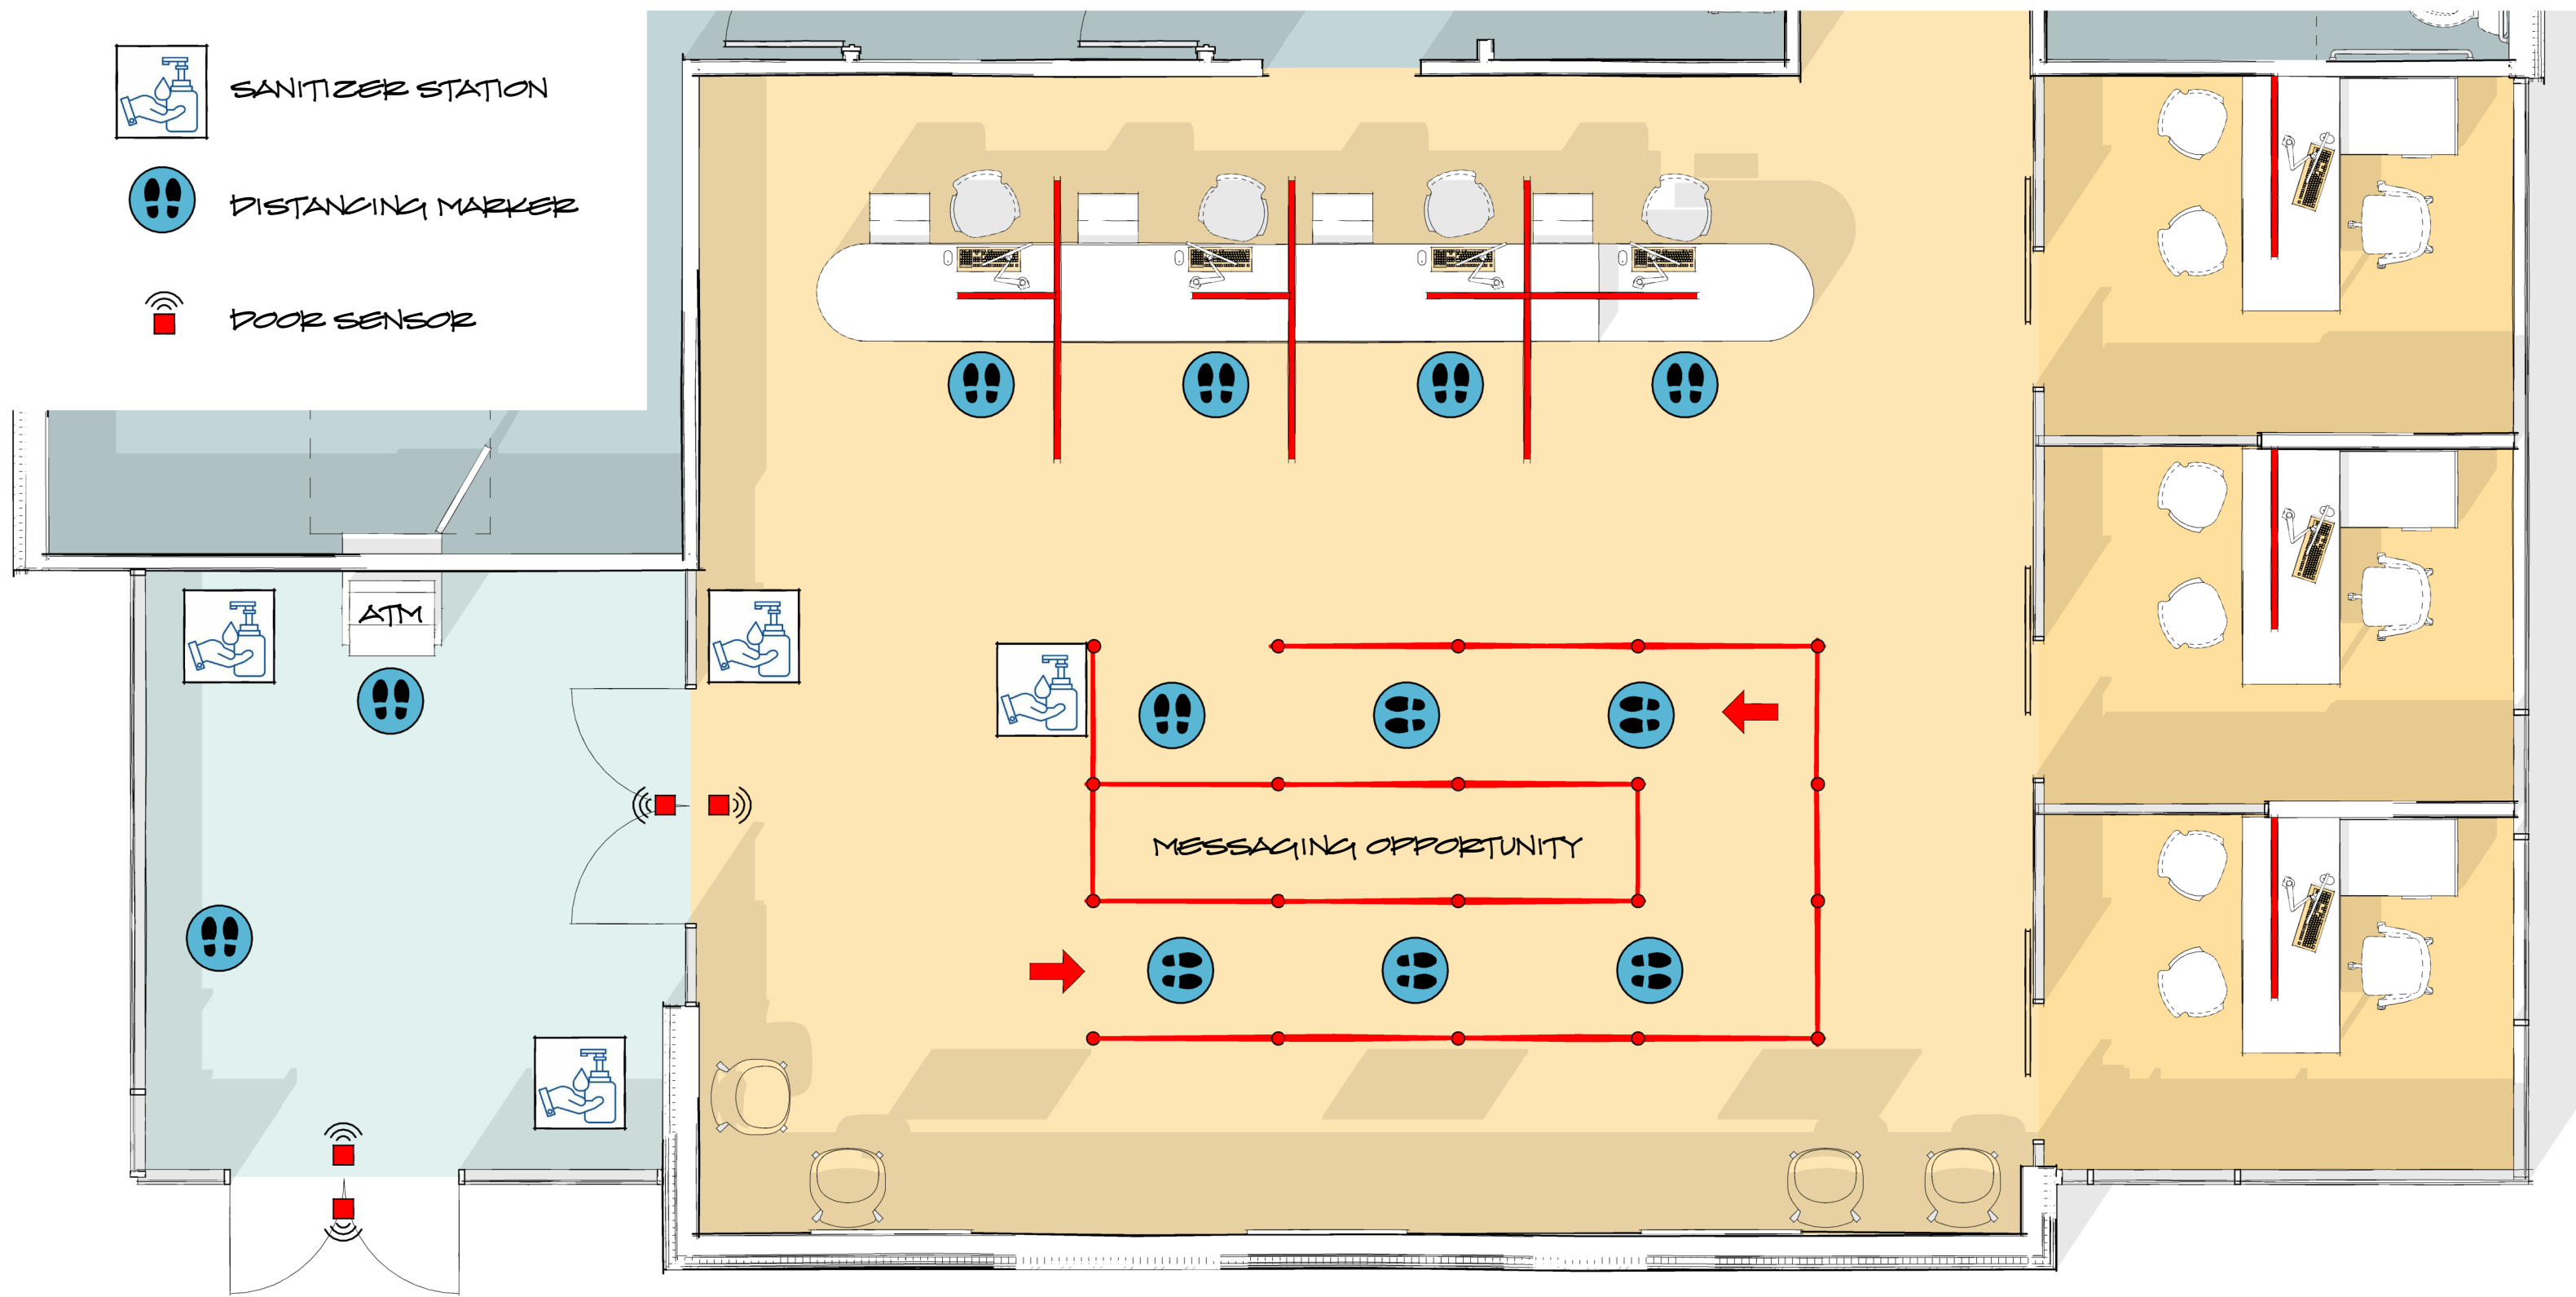 SANITIZER STATION
DISTANCING MARKER
DOOR SENSOR
ATM
MESSAGING OPPORTUNITY